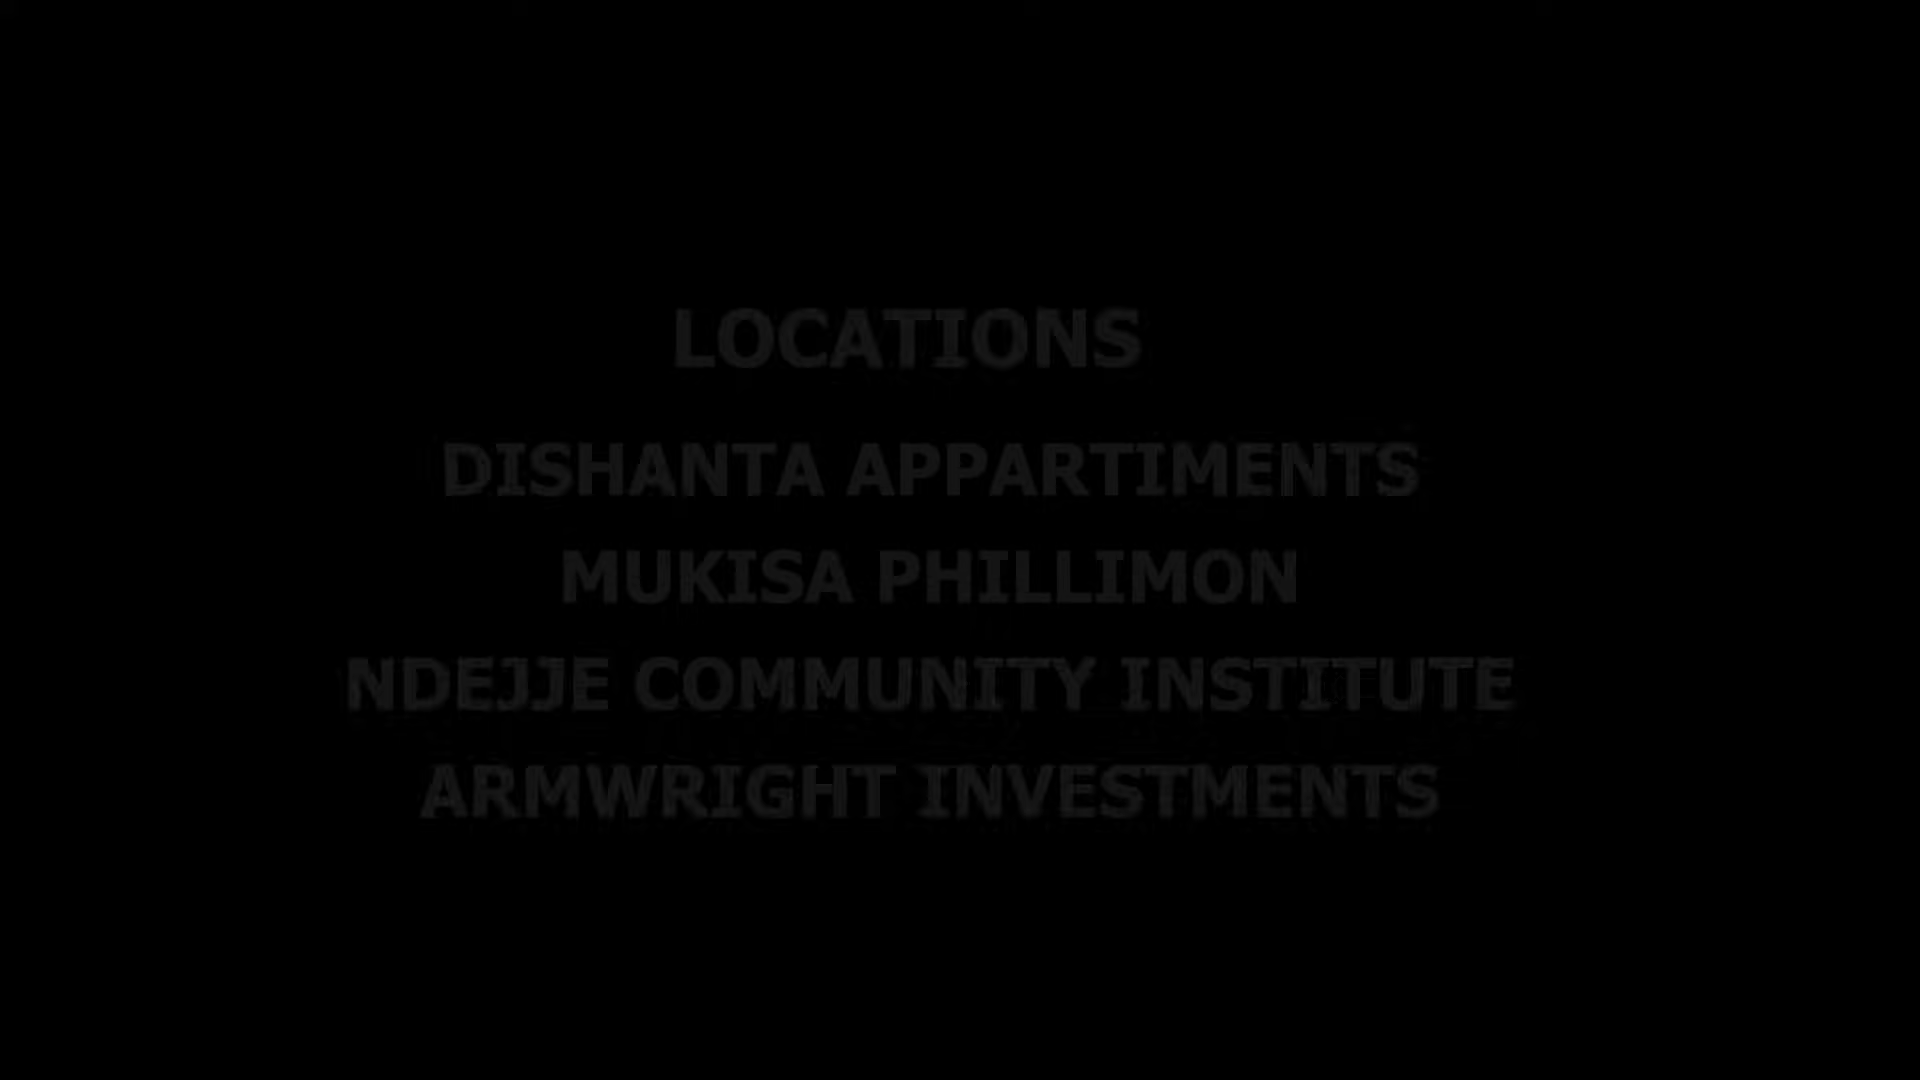 LOCATIONS
DISHANTA APPARTIMENTS
MUKISA PHILLIMON
NDEJJE COMMUNITY INSTITUTE
ARMWRIGHT INVESTMENTS